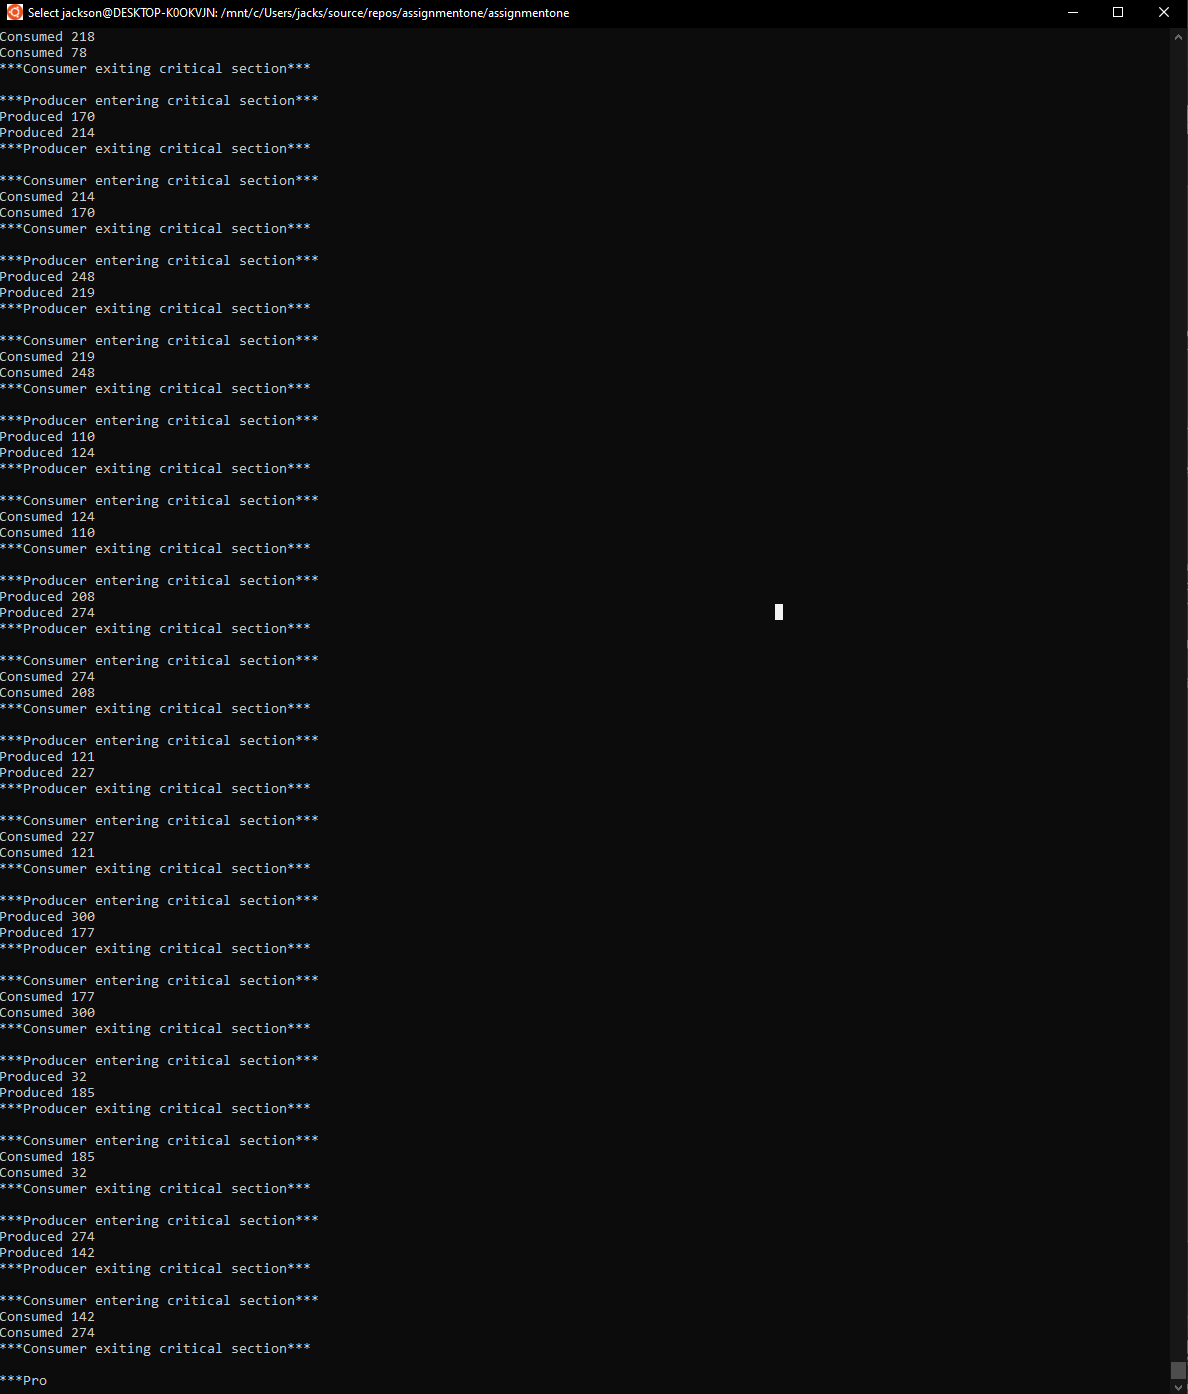 Select jackson@DESKTOP-K0OKVJN: /mnt/c/Users/jacks/source/repos/assignmentone/assignmentone
Consumed 218
Consumed 78
***Consumer exiting critical section***
***Producer entering critical section***
Produced 170
Produced 214
***Producer exiting critical section***
***Consumer entering critical section***
Consumed 214
Consumed 170
***Consumer exiting critical section***
***Producer entering critical section***
Produced 248
Produced 219
***Producer exiting critical section***
***Consumer entering critical section***
Consumed 219
Consumed 248
***Consumer exiting critical section***
***Producer entering critical section***
Produced 110
Produced 124
***Producer exiting critical section***
***Consumer entering critical section***
Consumed 124
Consumed 110
***Consumer exiting critical section***
***Producer entering critical section***
Produced 208
Produced 274
***Producer exiting critical section***
***Consumer entering critical section***
Consumed 274
Consumed 208
***Consumer exiting critical section***
***Producer entering critical section***
Produced 121
Produced 227
***Producer exiting critical section***
***Consumer entering critical section***
Consumed 227
Consumed 121
***Consumer exiting critical section***
***Producer entering critical section***
Produced 300
Produced 177
***Producer exiting critical section***
***Consumer entering critical section***
Consumed 177
Consumed 300
***Consumer exiting critical section***
***Producer entering critical section***
Produced 32
Produced 185
***Producer exiting critical section***
***Consumer entering critical section***
Consumed 185
Consumed 32
***Consumer exiting critical section***
***Producer entering critical section***
Produced 274
Produced 142
***Producer exiting critical section***
***Consumer entering critical section***
Consumed 142
Consumed 274
***Consumer exiting critical section***
***Pro